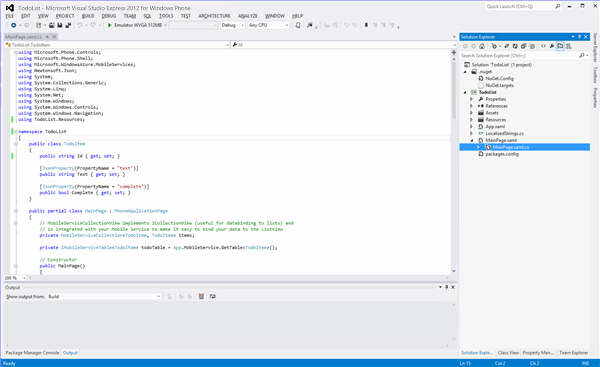 TodoList - Microsoft Visual Studio Express 2012 for Windows Phone
Quick Launch (Ctrl+Q)
FILE EDIT VIEW PROJECT BUILD DEBUG TEAM SQL TOOLS TEST ARCHITECTURE ANALYZE WINDOW HELP
Emulator WVGA 512MB Debug Any CPU
MainPage.xaml.cs
TodoList.TodoItem
Id
using Microsoft.Phone.Controls;
using Microsoft.Phone.Shell;
using Microsoft.WindowsAzure.MobileServices;
using Newtonsoft.Json;
using System;
using System.Collections.Generic;
using System.Linq;
using System.Net;
using System.Windows;
using System.Windows.Controls;
using System.Windows.Navigation;
using TodoList.Resources;
namespace TodoList
{
public class TodoItem
{
public string Id { get; set; }
[JsonProperty(PropertyName = "text")]
public string Text { get; set; }
[JsonProperty(PropertyName = "complete")]
public bool Complete { get; set; }
}
public partial class MainPage : PhoneApplicationPage
{
// MobileServiceCollectionView implements ICollectionView (useful for databinding to lists) and
// is integrated with your Mobile Service to make it easy to bind your data to the ListView
private MobileServiceCollection<TodoItem, TodoItem> items;
private IMobileServiceTable<TodoItem> todoTable = App.MobileService.GetTable<TodoItem>();
// Constructor
public MainPage()
{
100 %
Output
Show output from: Build
Package Manager Console Output
Solution Explorer
Search Solution Explorer (Ctrl+;)
Solution 'TodoList' (1 project)
.nuget
NuGet.Config
NuGet.targets
TodoList
Properties
References
Assets
Resources
App.xaml
LocalizedStrings.cs
MainPage.xaml
MainPage.xaml.cs
packages.config
Solution Explo... Class View Property Man... Team Explorer
Server Explorer
Toolbox
Ready
Ln 15 Col 2 Ch 2 INS